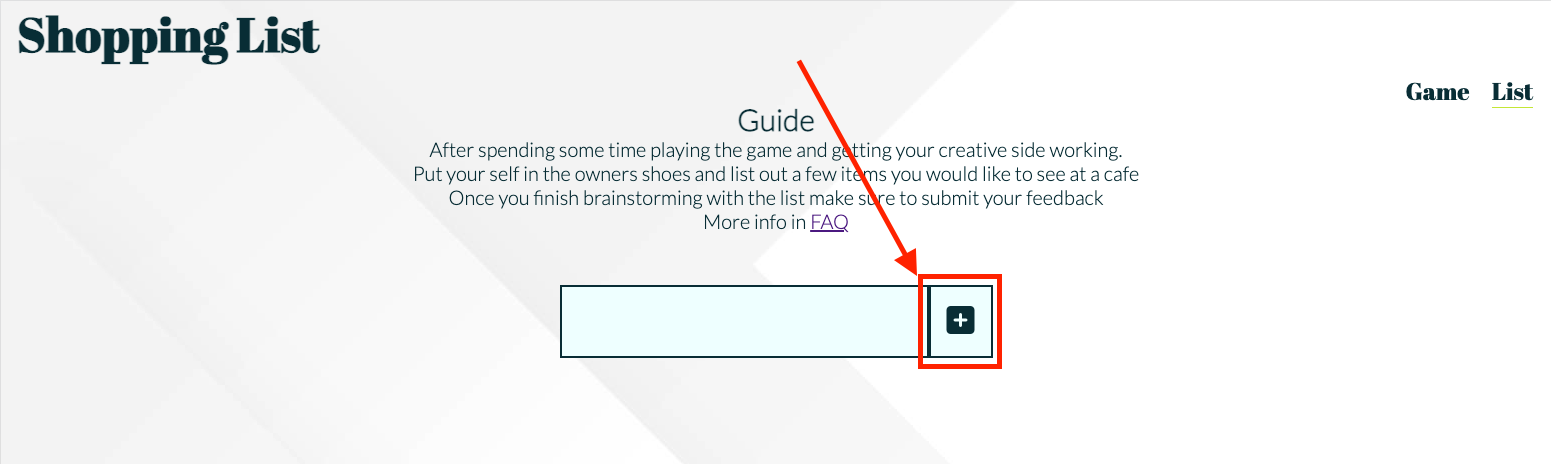 Shopping List
Game List
Guide
After spending some time playing the game and getting your creative side working.
Put your self in the owners shoes and list out a few items you would like to see at a cafe
Once you finish brainstorming with the list make sure to submit your feedback
More info in FAQ